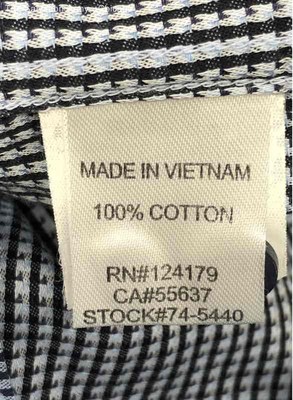 MADE IN VIETNAM
100% COTTON
RN#124179
CA#55637
STOCK#74-5440